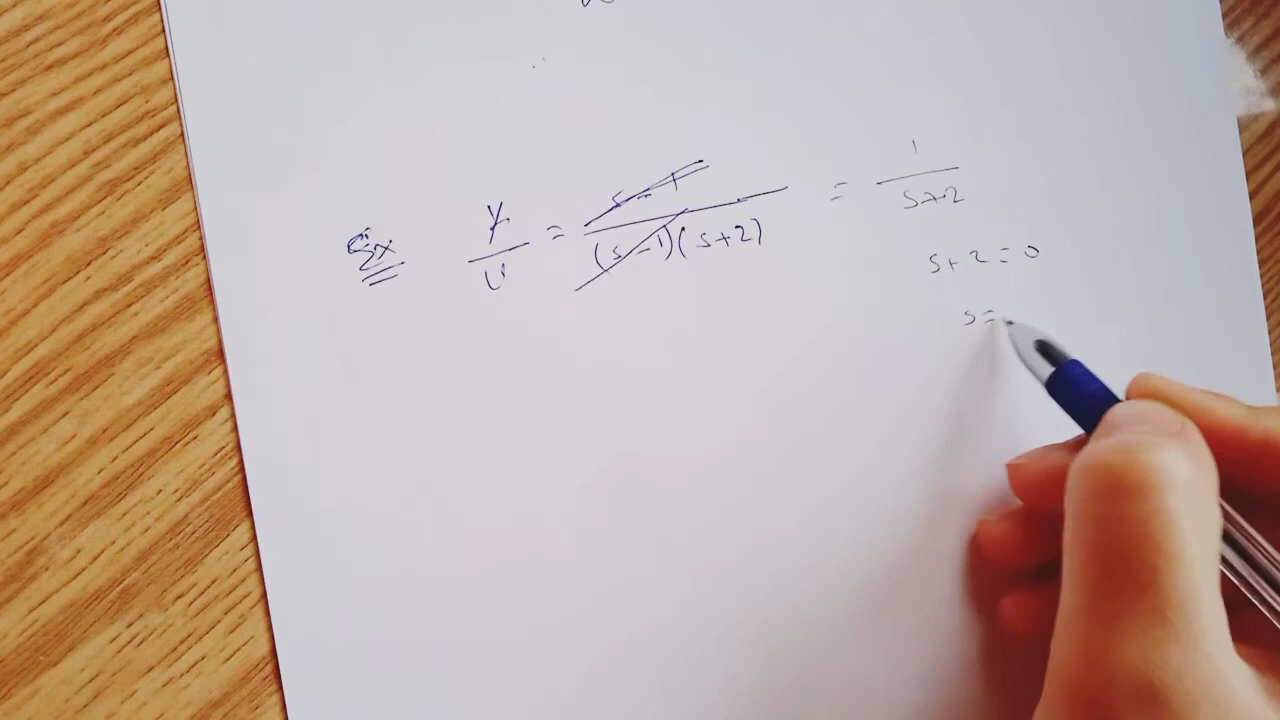 Ex Y/U = s-1/(s-1)(s+2) = 1/s+2
s+2=0
s=